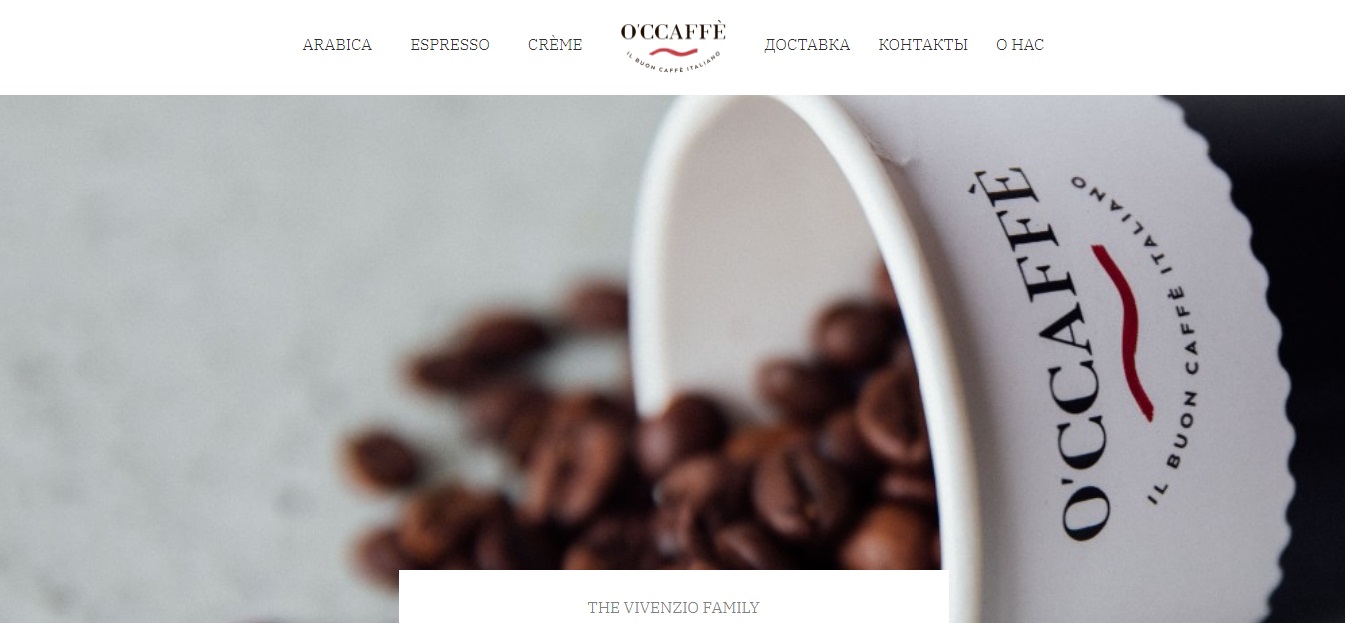 ARABICA ESPRESSO CRÈME O'CCAFFÈ ДОСТАВКА КОНТАКТЫ О НАС
IL BUON CAFFÈ ITALIANO
O'CCAFFÈ
IL BUON CAFFÈ ITALIANO
THE VIVENZIO FAMILY